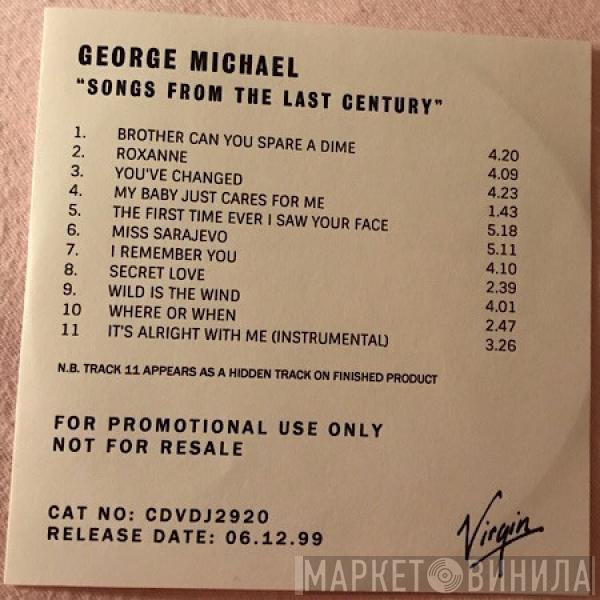 GEORGE MICHAEL
"SONGS FROM THE LAST CENTURY"
1. BROTHER CAN YOU SPARE A DIME 4.20
2. ROXANNE 4.09
3. YOU'VE CHANGED 4.23
4. MY BABY JUST CARES FOR ME 1.43
5. THE FIRST TIME EVER I SAW YOUR FACE 5.18
6. MISS SARAJEVO 5.11
7. I REMEMBER YOU 4.10
8. SECRET LOVE 2.39
9. WILD IS THE WIND 4.01
10 WHERE OR WHEN 2.47
11 IT'S ALRIGHT WITH ME (INSTRUMENTAL) 3.26
N.B. TRACK 11 APPEARS AS A HIDDEN TRACK ON FINISHED PRODUCT
FOR PROMOTIONAL USE ONLY
NOT FOR RESALE
CAT NO: CDVDJ2920
RELEASE DATE: 06.12.99
Virgin
МАРКЕТ ВИНИЛА